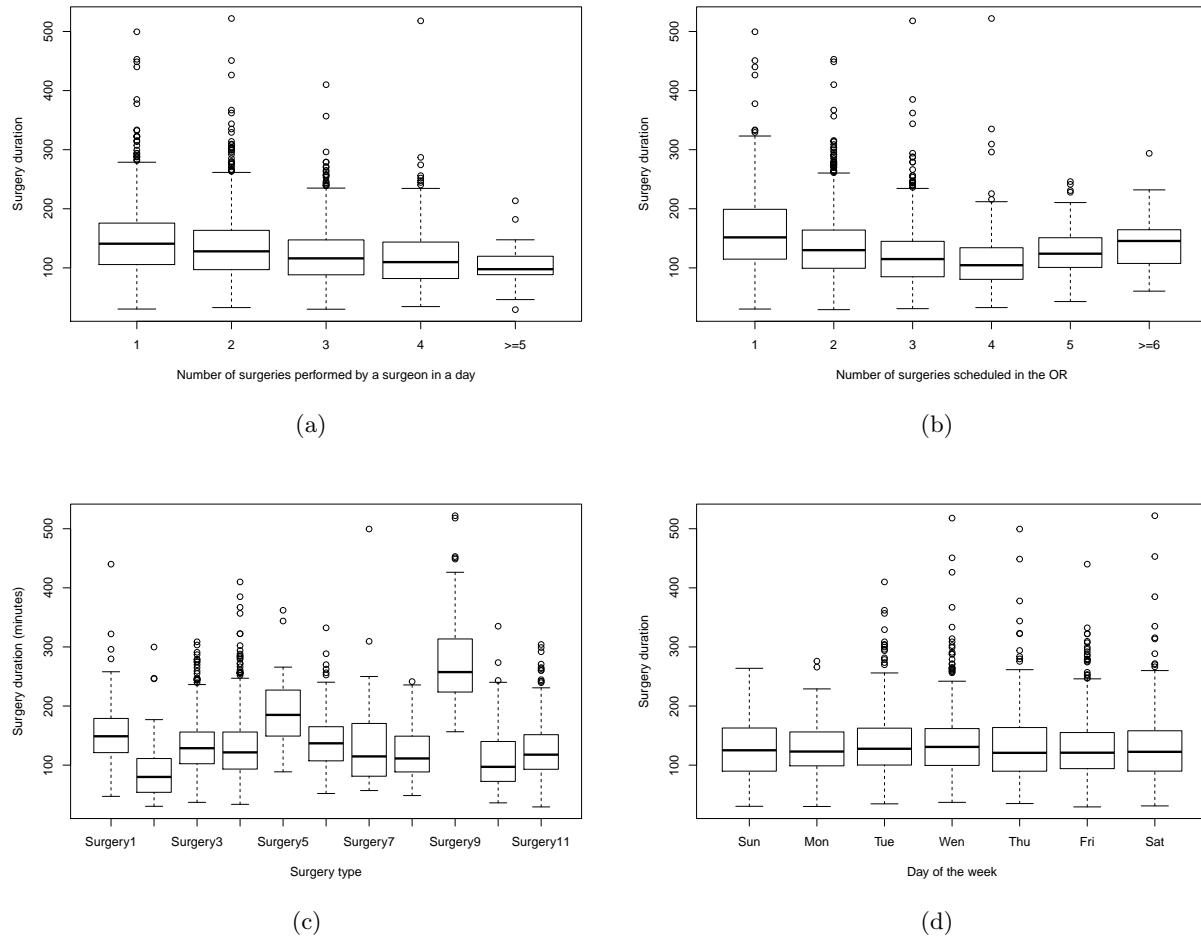 Surgery duration
500
400
300
200
100
1 2 3 4 >=5
Number of surgeries performed by a surgeon in a day
(a)
Surgery duration
500
400
300
200
100
1 2 3 4 5 >=6
Number of surgeries scheduled in the OR
(b)
Surgery duration (minutes)
500
400
300
200
100
Surgery1 Surgery3 Surgery5 Surgery7 Surgery9 Surgery11
Surgery type
(c)
Surgery duration
500
400
300
200
100
Sun Mon Tue Wen Thu Fri Sat
Day of the week
(d)